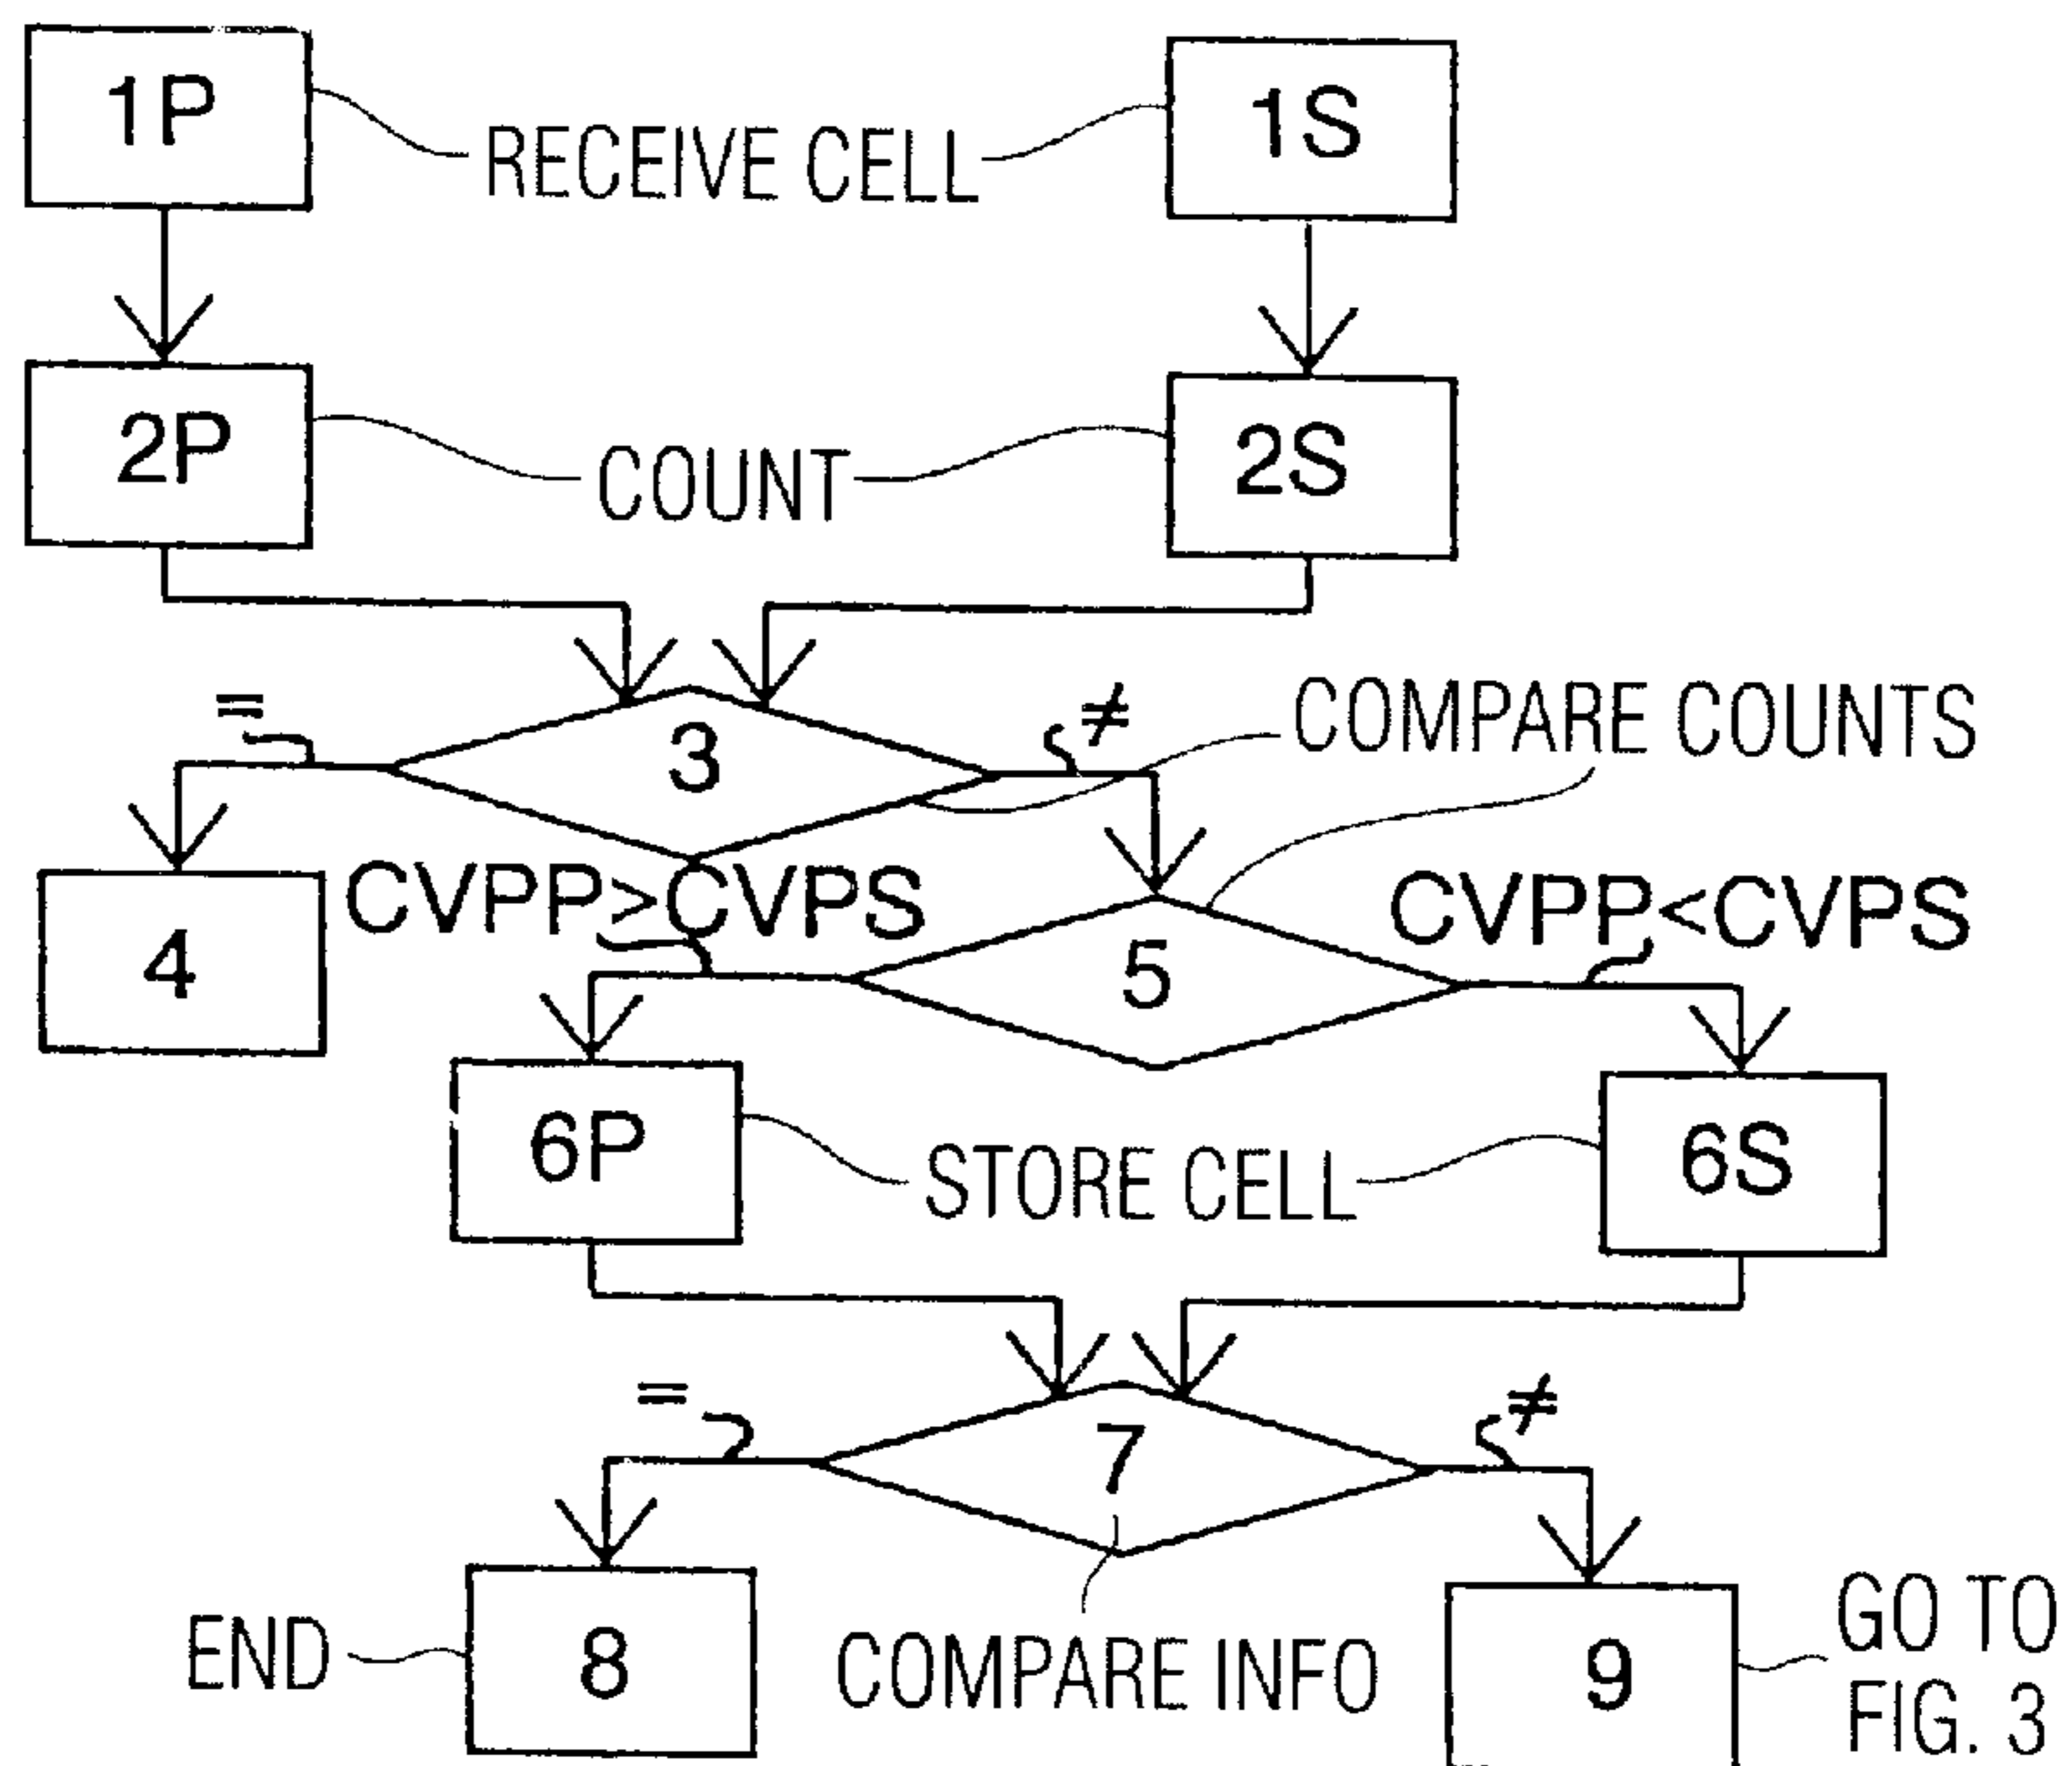 1P
RECEIVE CELL
1S
2P
COUNT
2S
=
3
≠
COMPARE COUNTS
4
CVPP>CVPS
5
CVPP<CVPS
6P
STORE CELL
6S
=
7
≠
END
8
COMPARE INFO
9
GO TO
FIG. 3